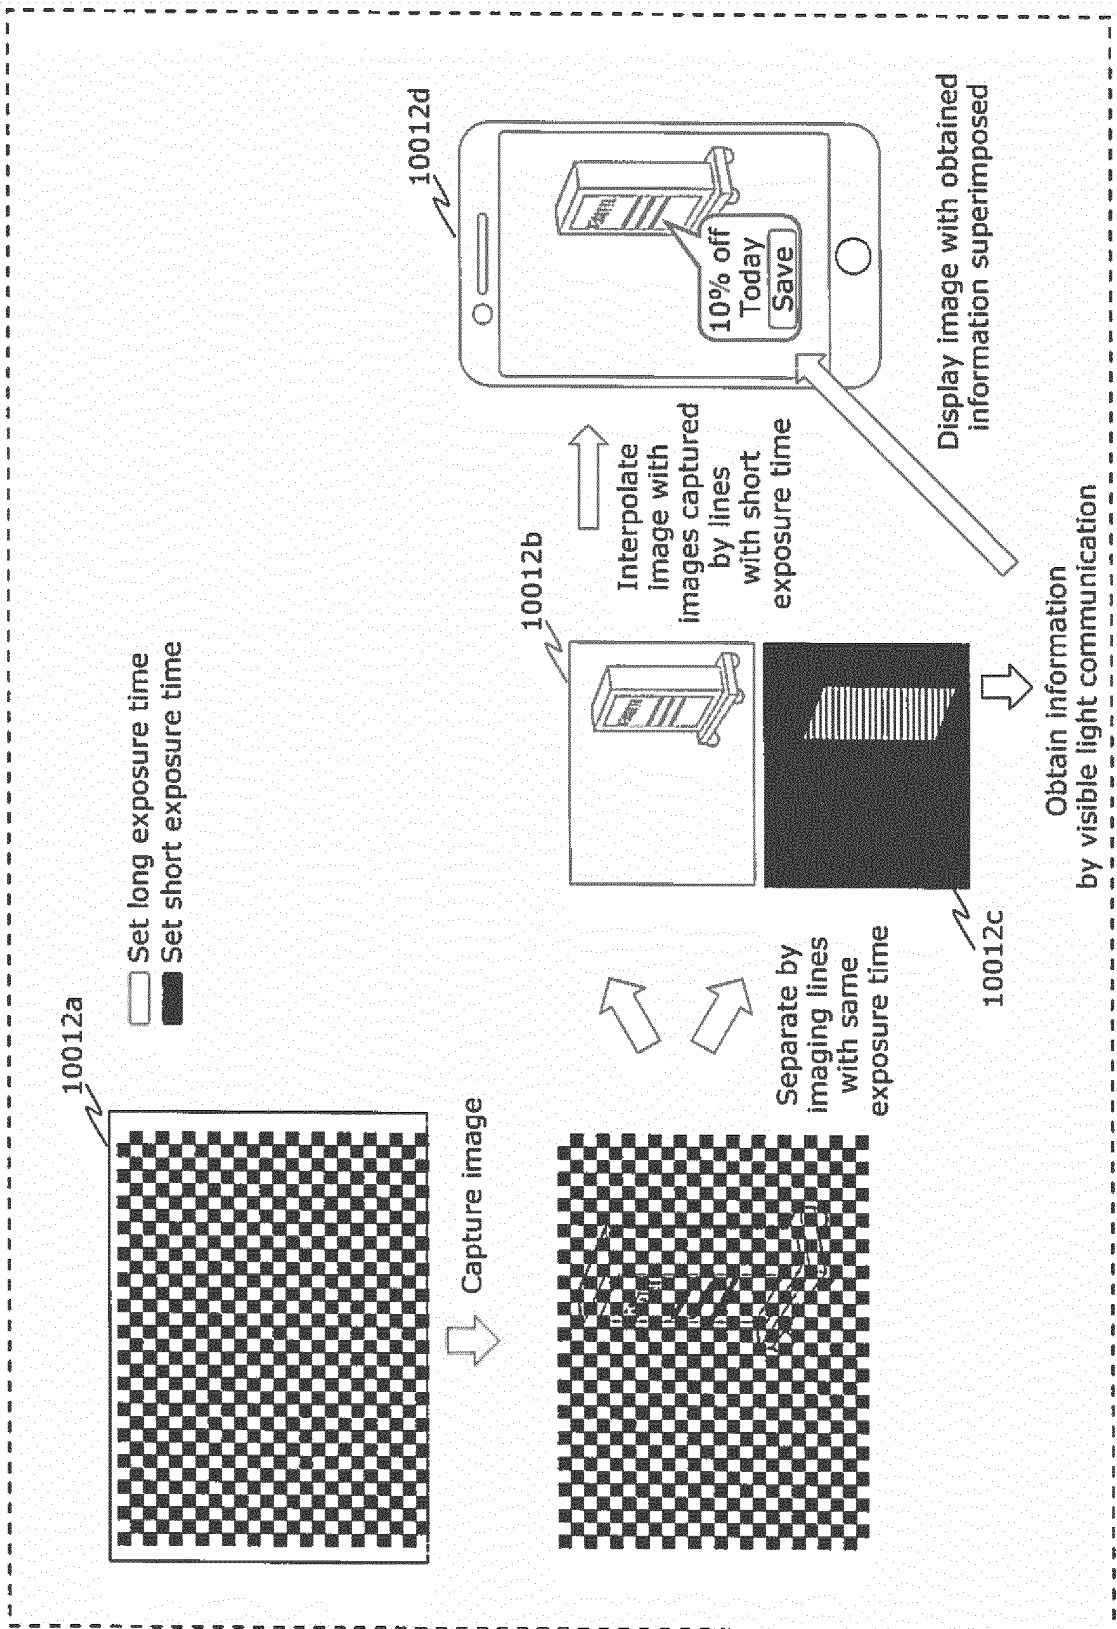 10012a
Set long exposure time
Set short exposure time
Capture image
Separate by
imaging lines
with same
exposure time
10012b
10012c
Interpolate
image with
images captured
by lines
with short
exposure time
Obtain information
by visible light communication
10012d
10% off
Today
Save
Display image with obtained
information superimposed